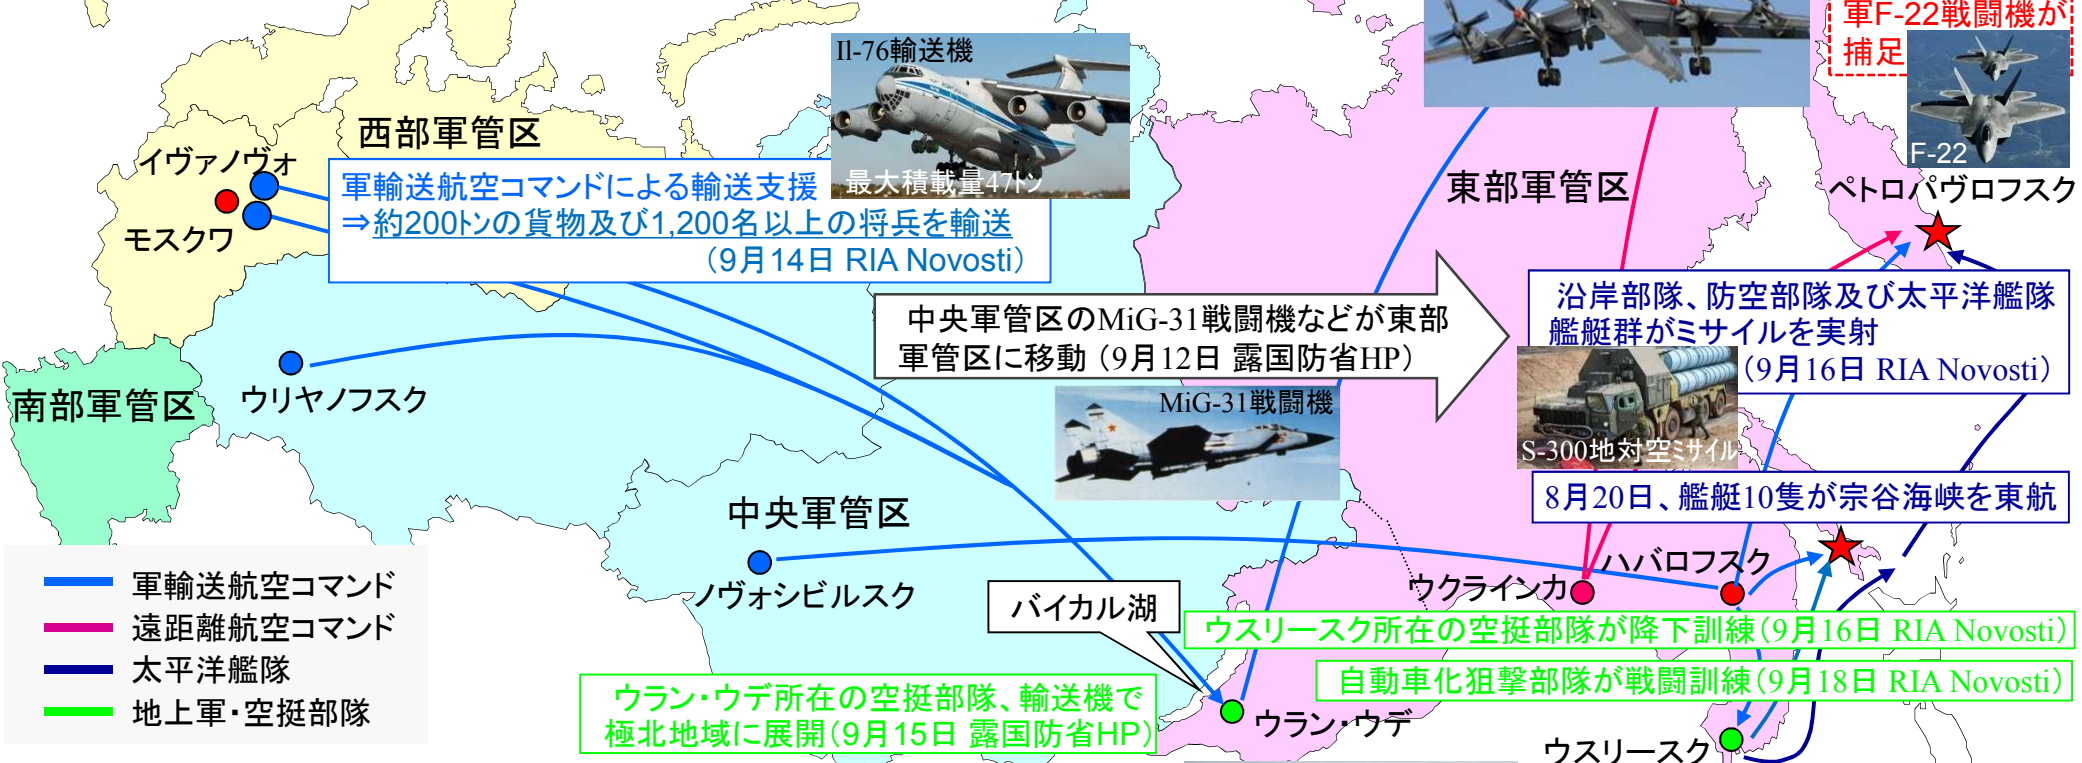 軍F-22戦闘機が
捕足
F-22
Il-76輸送機
最大積載量47トン
西部軍管区
イヴァノヴォ
モスクワ
軍輸送航空コマンドによる輸送支援
⇒約200トンの貨物及び1,200名以上の将兵を輸送
（9月14日 RIA Novosti）
東部軍管区
ペトロパヴロフスク
中央軍管区のMiG-31戦闘機などが東部
軍管区に移動（9月12日 露国防省HP）
沿岸部隊、防空部隊及び太平洋艦隊
艦艇群がミサイルを実射
（9月16日 RIA Novosti）
S-300地対空ミサイル
MiG-31戦闘機
南部軍管区
ウリヤノフスク
中央軍管区
8月20日、艦艇10隻が宗谷海峡を東航
ノヴォシビルスク
バイカル湖
ウクラインカ
ハバロフスク
ウスリースク所在の空挺部隊が降下訓練（9月16日 RIA Novosti）
自動車化狙撃部隊が戦闘訓練（9月18日 RIA Novosti）
ウラン・ウデ所在の空挺部隊、輸送機で
極北地域に展開（9月15日 露国防省HP）
ウラン・ウデ
ウスリースク
軍輸送航空コマンド
遠距離航空コマンド
太平洋艦隊
地上軍・空挺部隊